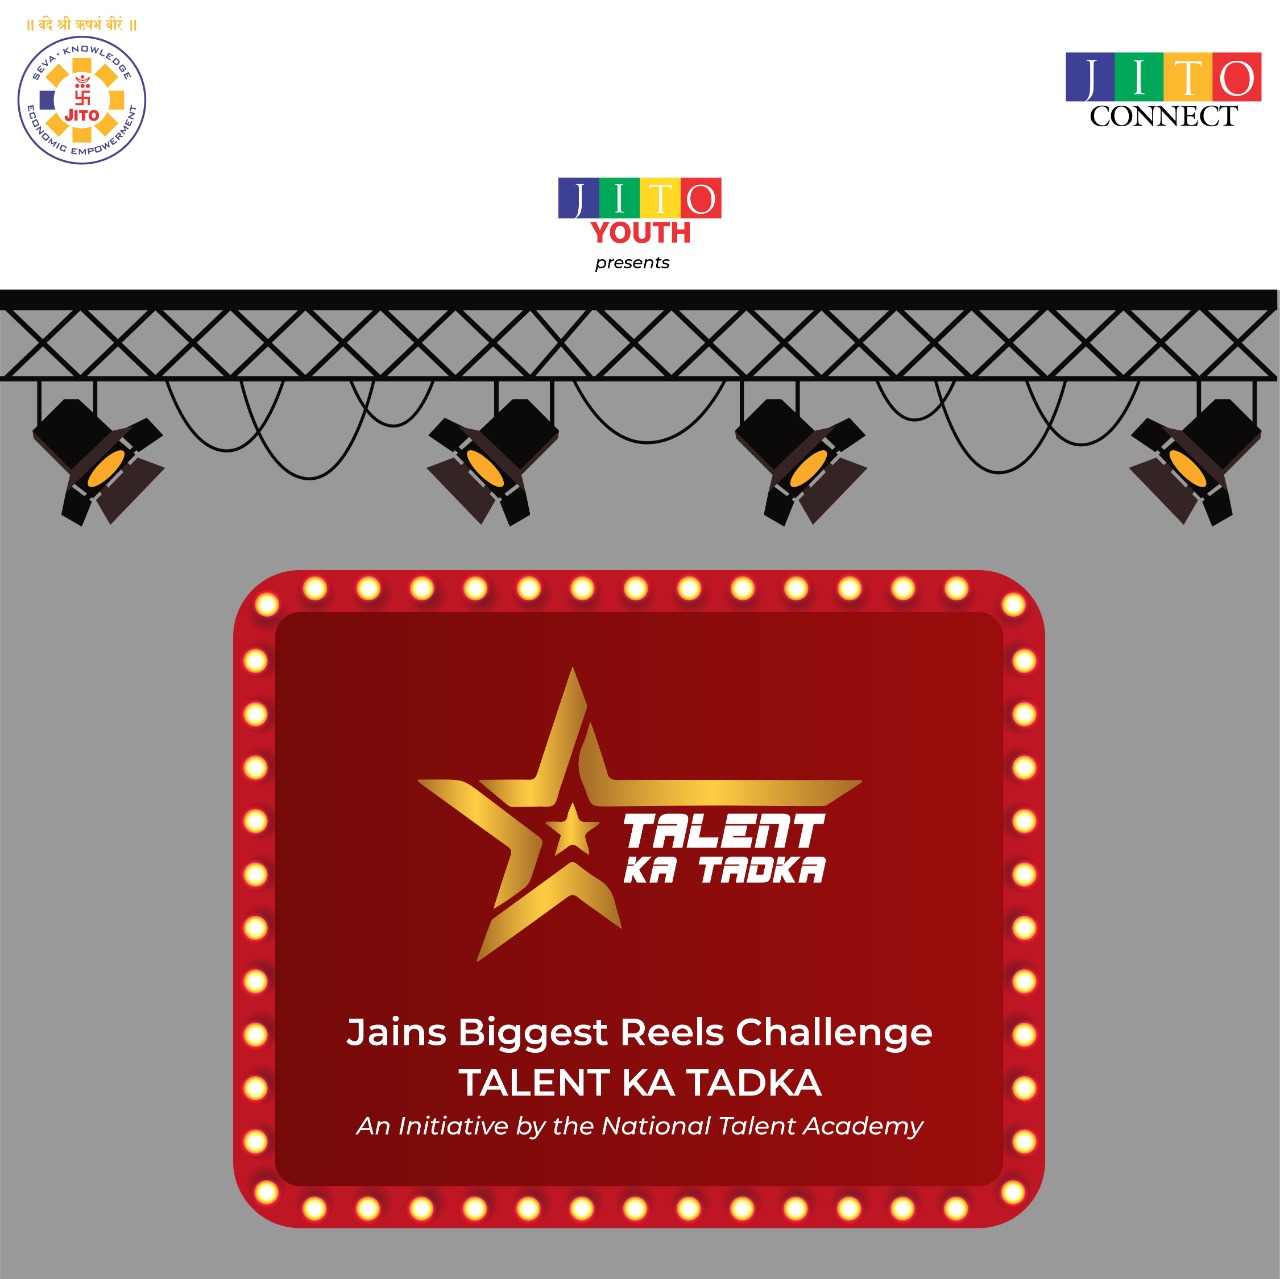 ॥ वंदे श्री ऋषभं वीरं ॥
SEVA • KNOWLEDGE
JITO
ECONOMIC EMPOWERMENT
JITO
CONNECT
JITO
YOUTH
presents
TALENT
KA TADKA
Jains Biggest Reels Challenge
TALENT KA TADKA
An Initiative by the National Talent Academy